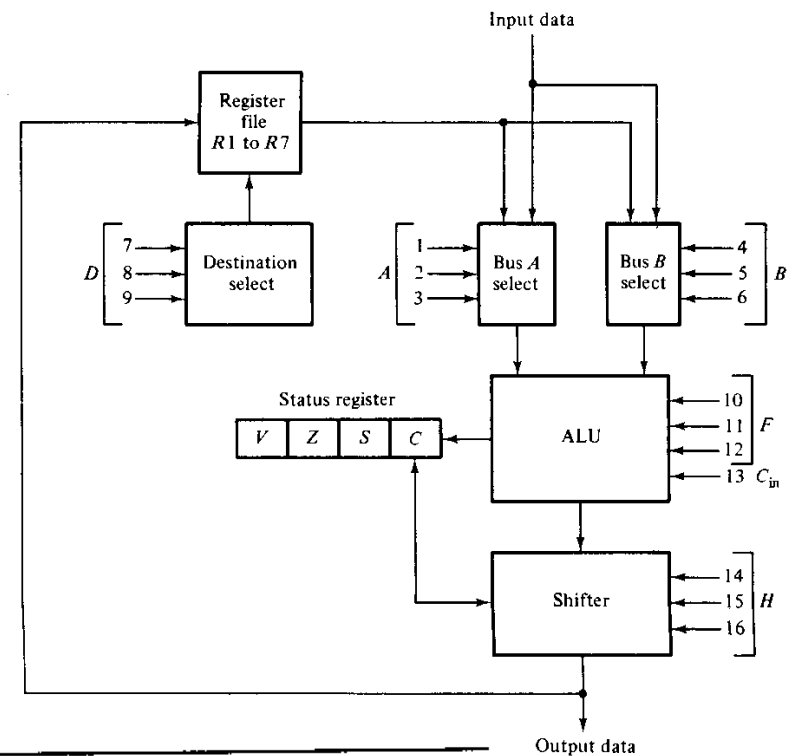 Input data
Register
file
R1 to R7
D
7
8
9
Destination
select
A
1
2
3
Bus A
select
Bus B
select
4
5
6
B
Status register
V Z S C
ALU
10
11
12
F
13 C_in
Shifter
14
15
16
H
Output data